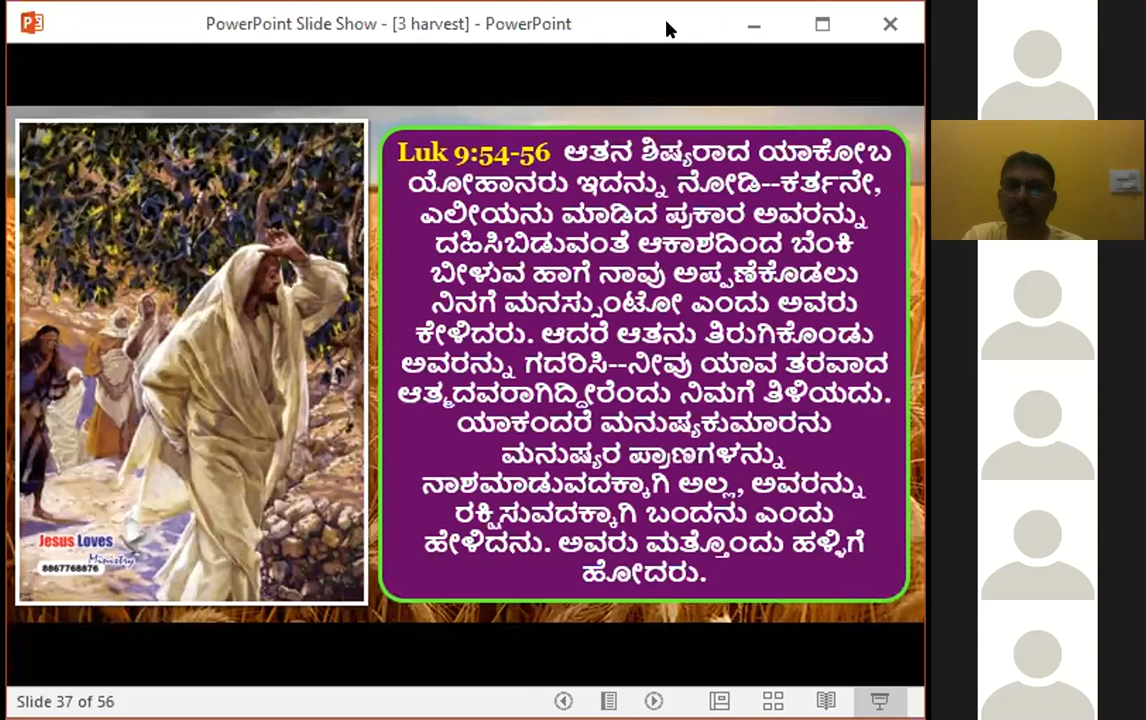 PowerPoint Slide Show - [3 harvest] - PowerPoint
Luk 9:54-56 ಆತನ ಶಿಷ್ಯರಾದ ಯಾಕೋಬ
ಯೋಹಾನರು ಇದನ್ನು ನೋಡಿ--ಕರ್ತನೇ,
ಎಲೀಯನು ಮಾಡಿದ ಪ್ರಕಾರ ಅವರನ್ನು
ದಹಿಸಿಬಿಡುವಂತೆ ಆಕಾಶದಿಂದ ಬೆಂಕಿ
ಬೀಳುವ ಹಾಗೆ ನಾವು ಅಪ್ಪಣೆಕೊಡಲು
ನಿನಗೆ ಮನಸ್ಸುಂಟೋ ಎಂದು ಅವರು
ಕೇಳಿದರು. ಆದರೆ ಆತನು ತಿರುಗಿಕೊಂಡು
ಅವರನ್ನು ಗದರಿಸಿ--ನೀವು ಯಾವ ತರವಾದ
ಆತ್ಮದವರಾಗಿದ್ದೀರೆಂದು ನಿಮಗೆ ತಿಳಿಯದು.
ಯಾಕಂದರೆ ಮನುಷ್ಯಕುಮಾರನು
ಮನುಷ್ಯರ ಪ್ರಾಣಗಳನ್ನು
ನಾಶಮಾಡುವದಕ್ಕಾಗಿ ಅಲ್ಲ, ಅವರನ್ನು
ರಕ್ಷಿಸುವದಕ್ಕಾಗಿ ಬಂದನು ಎಂದು
ಹೇಳಿದನು. ಅವರು ಮತ್ತೊಂದು ಹಳ್ಳಿಗೆ
ಹೋದರು.
Jesus Loves
Ministry
8867768876
Slide 37 of 56